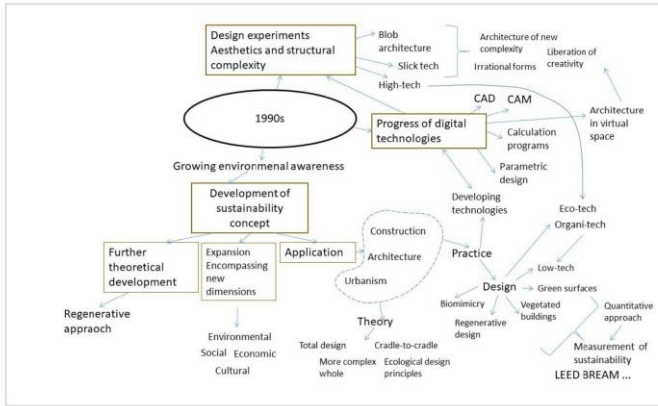 Design experiments
Aesthetics and structural
complexity
Blob
architecture
Slick tech
High-tech
Architecture of new
complexity
Irrational forms
Liberation of
creativity
1990s
Progress of digital
technologies
CAD
CAM
Calculation
programs
Parametric
design
Architecture
in virtual
space
Growing environmenal awareness
Development of
sustainability
concept
Developing
technologies
Further
theoretical
development
Expansion
Encompassing
new
dimensions
Application
Construction
Architecture
Urbanism
Practice
Eco-tech
Organi-tech
Low-tech
Design
Green surfaces
Biomimicry
Regenerative
design
Vegetated
buildings
Quantitative
approach
Regenerative
appraoch
Environmental
Social
Economic
Cultural
Theory
Total design
Cradle-to-cradle
More complex
whole
Ecological design
principles
Measurement of
sustainability
LEED BREAM ...